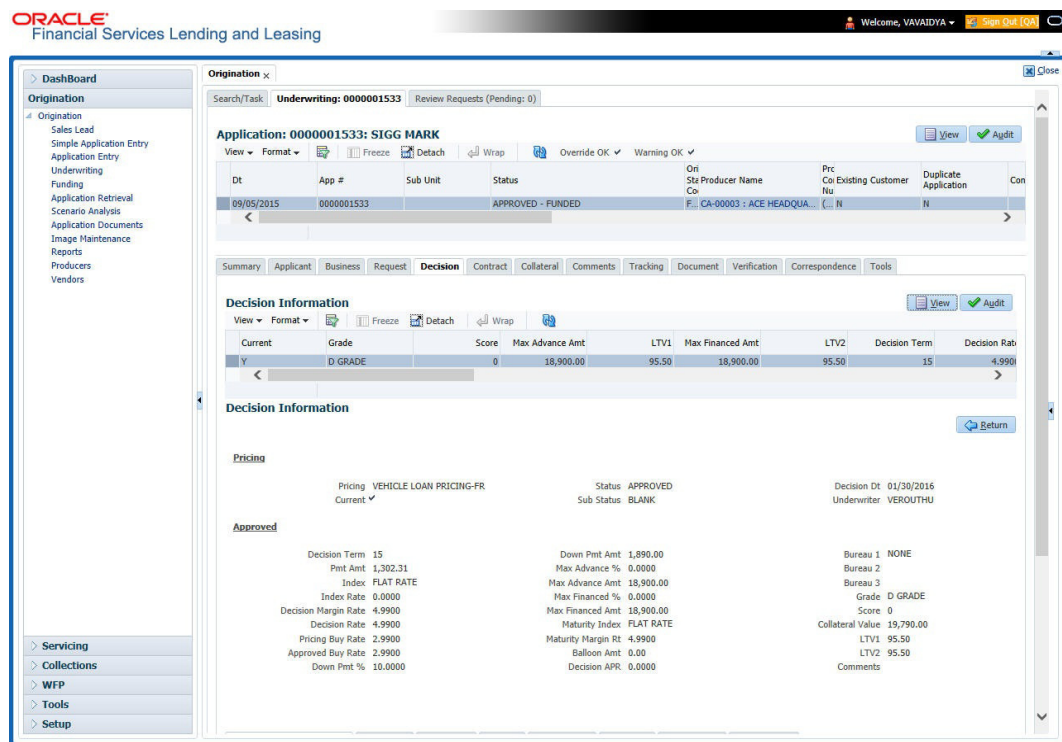 ORACLE
Financial Services Lending and Leasing
Welcome, VAVAIDYA
Sign Out [QA]
Close
DashBoard
Origination
Origination
Sales Lead
Simple Application Entry
Application Entry
Underwriting
Funding
Application Retrieval
Scenario Analysis
Application Documents
Image Maintenance
Reports
Producers
Vendors
Servicing
Collections
WFP
Tools
Setup
Origination x
Search/Task Underwriting: 0000001533 Review Requests (Pending: 0)
Application: 0000001533: SIGG MARK
View Audit
View Format Freeze Detach Wrap Override OK Warning OK
Dt App # Sub Unit Status Ori Sta Co Producer Name Prc Co Nu Existing Customer Duplicate Application Con
09/05/2015 0000001533 APPROVED - FUNDED F... CA-00003 : ACE HEADQUA... (... N N
Summary Applicant Business Request Decision Contract Collateral Comments Tracking Document Verification Correspondence Tools
Decision Information
View Audit
View Format Freeze Detach Wrap
Current Grade Score Max Advance Amt LTV1 Max Financed Amt LTV2 Decision Term Decision Rat
Y D GRADE 0 18,900.00 95.50 18,900.00 95.50 15 4.990
Decision Information
Return
Pricing
Pricing VEHICLE LOAN PRICING-FR Status APPROVED Decision Dt 01/30/2016
Current Sub Status BLANK Underwriter VEROUTHU
Approved
Decision Term 15 Down Pmt Amt 1,890.00 Bureau 1 NONE
Pmt Amt 1,302.31 Max Advance % 0.0000 Bureau 2
Index FLAT RATE Max Advance Amt 18,900.00 Bureau 3
Index Rate 0.0000 Max Financed % 0.0000 Grade D GRADE
Decision Margin Rate 4.9900 Max Financed Amt 18,900.00 Score 0
Decision Rate 4.9900 Maturity Index FLAT RATE Collateral Value 19,790.00
Pricing Buy Rate 2.9900 Maturity Margin Rt 4.9900 LTV1 95.50
Approved Buy Rate 2.9900 Balloon Amt 0.00 LTV2 95.50
Down Pmt % 10.0000 Decision APR 0.0000 Comments